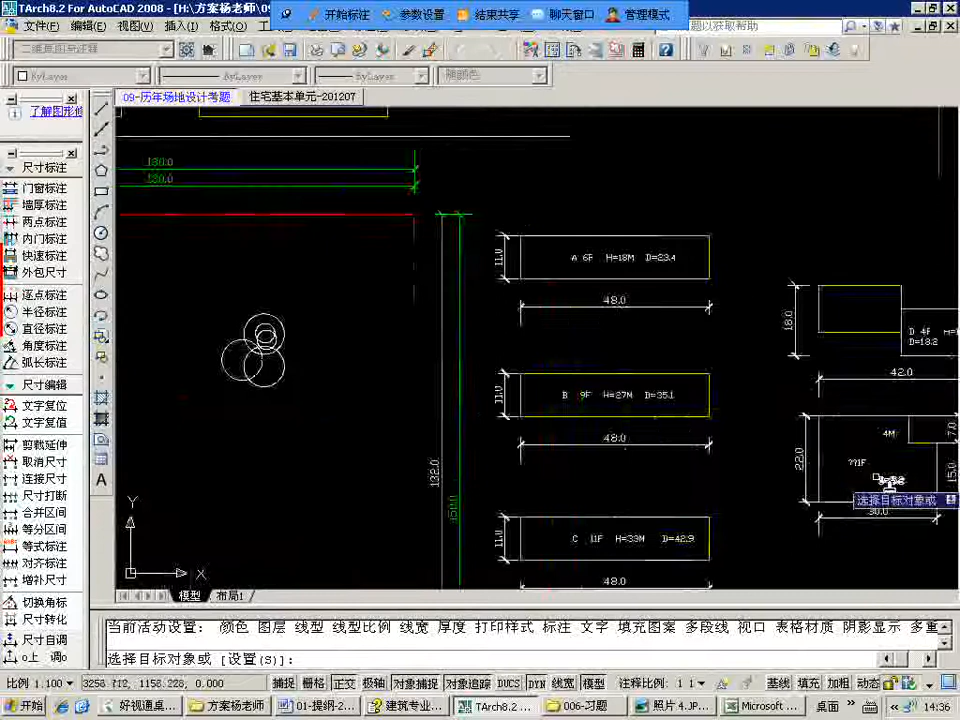 TArch8.2 For AutoCAD 2008 - [H:\方案杨老师\09
开始标注 参数设置 结束共享 聊天窗口 管理模式
文件(F) 编辑(E) 视图(V) 插入(I) 格式(O) 题以获取帮助
ByLayer ByLayer ByLayer 随颜色
09-历年场地设计考题 住宅基本单元-201207
了解图形修
尺寸标注
门窗标注
墙厚标注
两点标注
内门标注
快速标注
外包尺寸
逐点标注
半径标注
直径标注
角度标注
弧长标注
尺寸编辑
文字复位
文字复值
剪裁延伸
取消尺寸
连接尺寸
尺寸打断
合并区间
等分区间
等式标注
对齐标注
增补尺寸
切换角标
尺寸转化
尺寸自调
o上 调o
180.0
180.0
132.0
Y
X
11.0
A 6F H=18M D=23.4
48.0
11.0
B 9F H=27M D=35.1
48.0
11.0
C 11F H=33M D=42.9
48.0
18.0
D 4F
D=18.2
42.0
22.0
4M
7.0
??1F
15.0
30.0
选择目标对象或
模型 布局1
当前活动设置: 颜色 图层 线型 线型比例 线宽 厚度 打印样式 标注 文字 填充图案 多段线 视口 表格材质 阴影显示 多重
选择目标对象或 [设置(S)]:
比例 1:100 1158.228, 0.000 捕捉 栅格 正交 极轴 对象捕捉 对象追踪 DUCS DYN 线宽 模型 注释比例 基线 填充 加粗 动态
开始 好视通桌... 方案杨老师 01-提纲-2... 建筑专业... TArch8.2 ... 006-习题 照片 4.JP... Microsoft ... 桌面 14:36